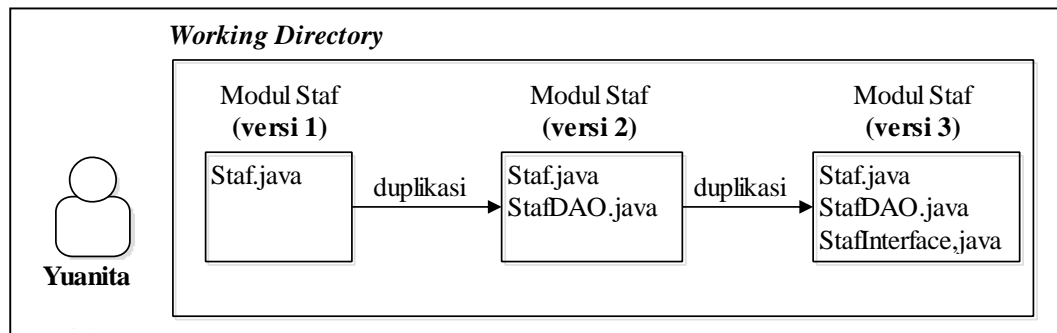 Working Directory
Modul Staf
(versi 1)
Modul Staf
(versi 2)
Modul Staf
(versi 3)
Staf.java
duplikasi
Staf.java
StafDAO.java
duplikasi
Staf.java
StafDAO.java
StafInterface,java
Yuanita